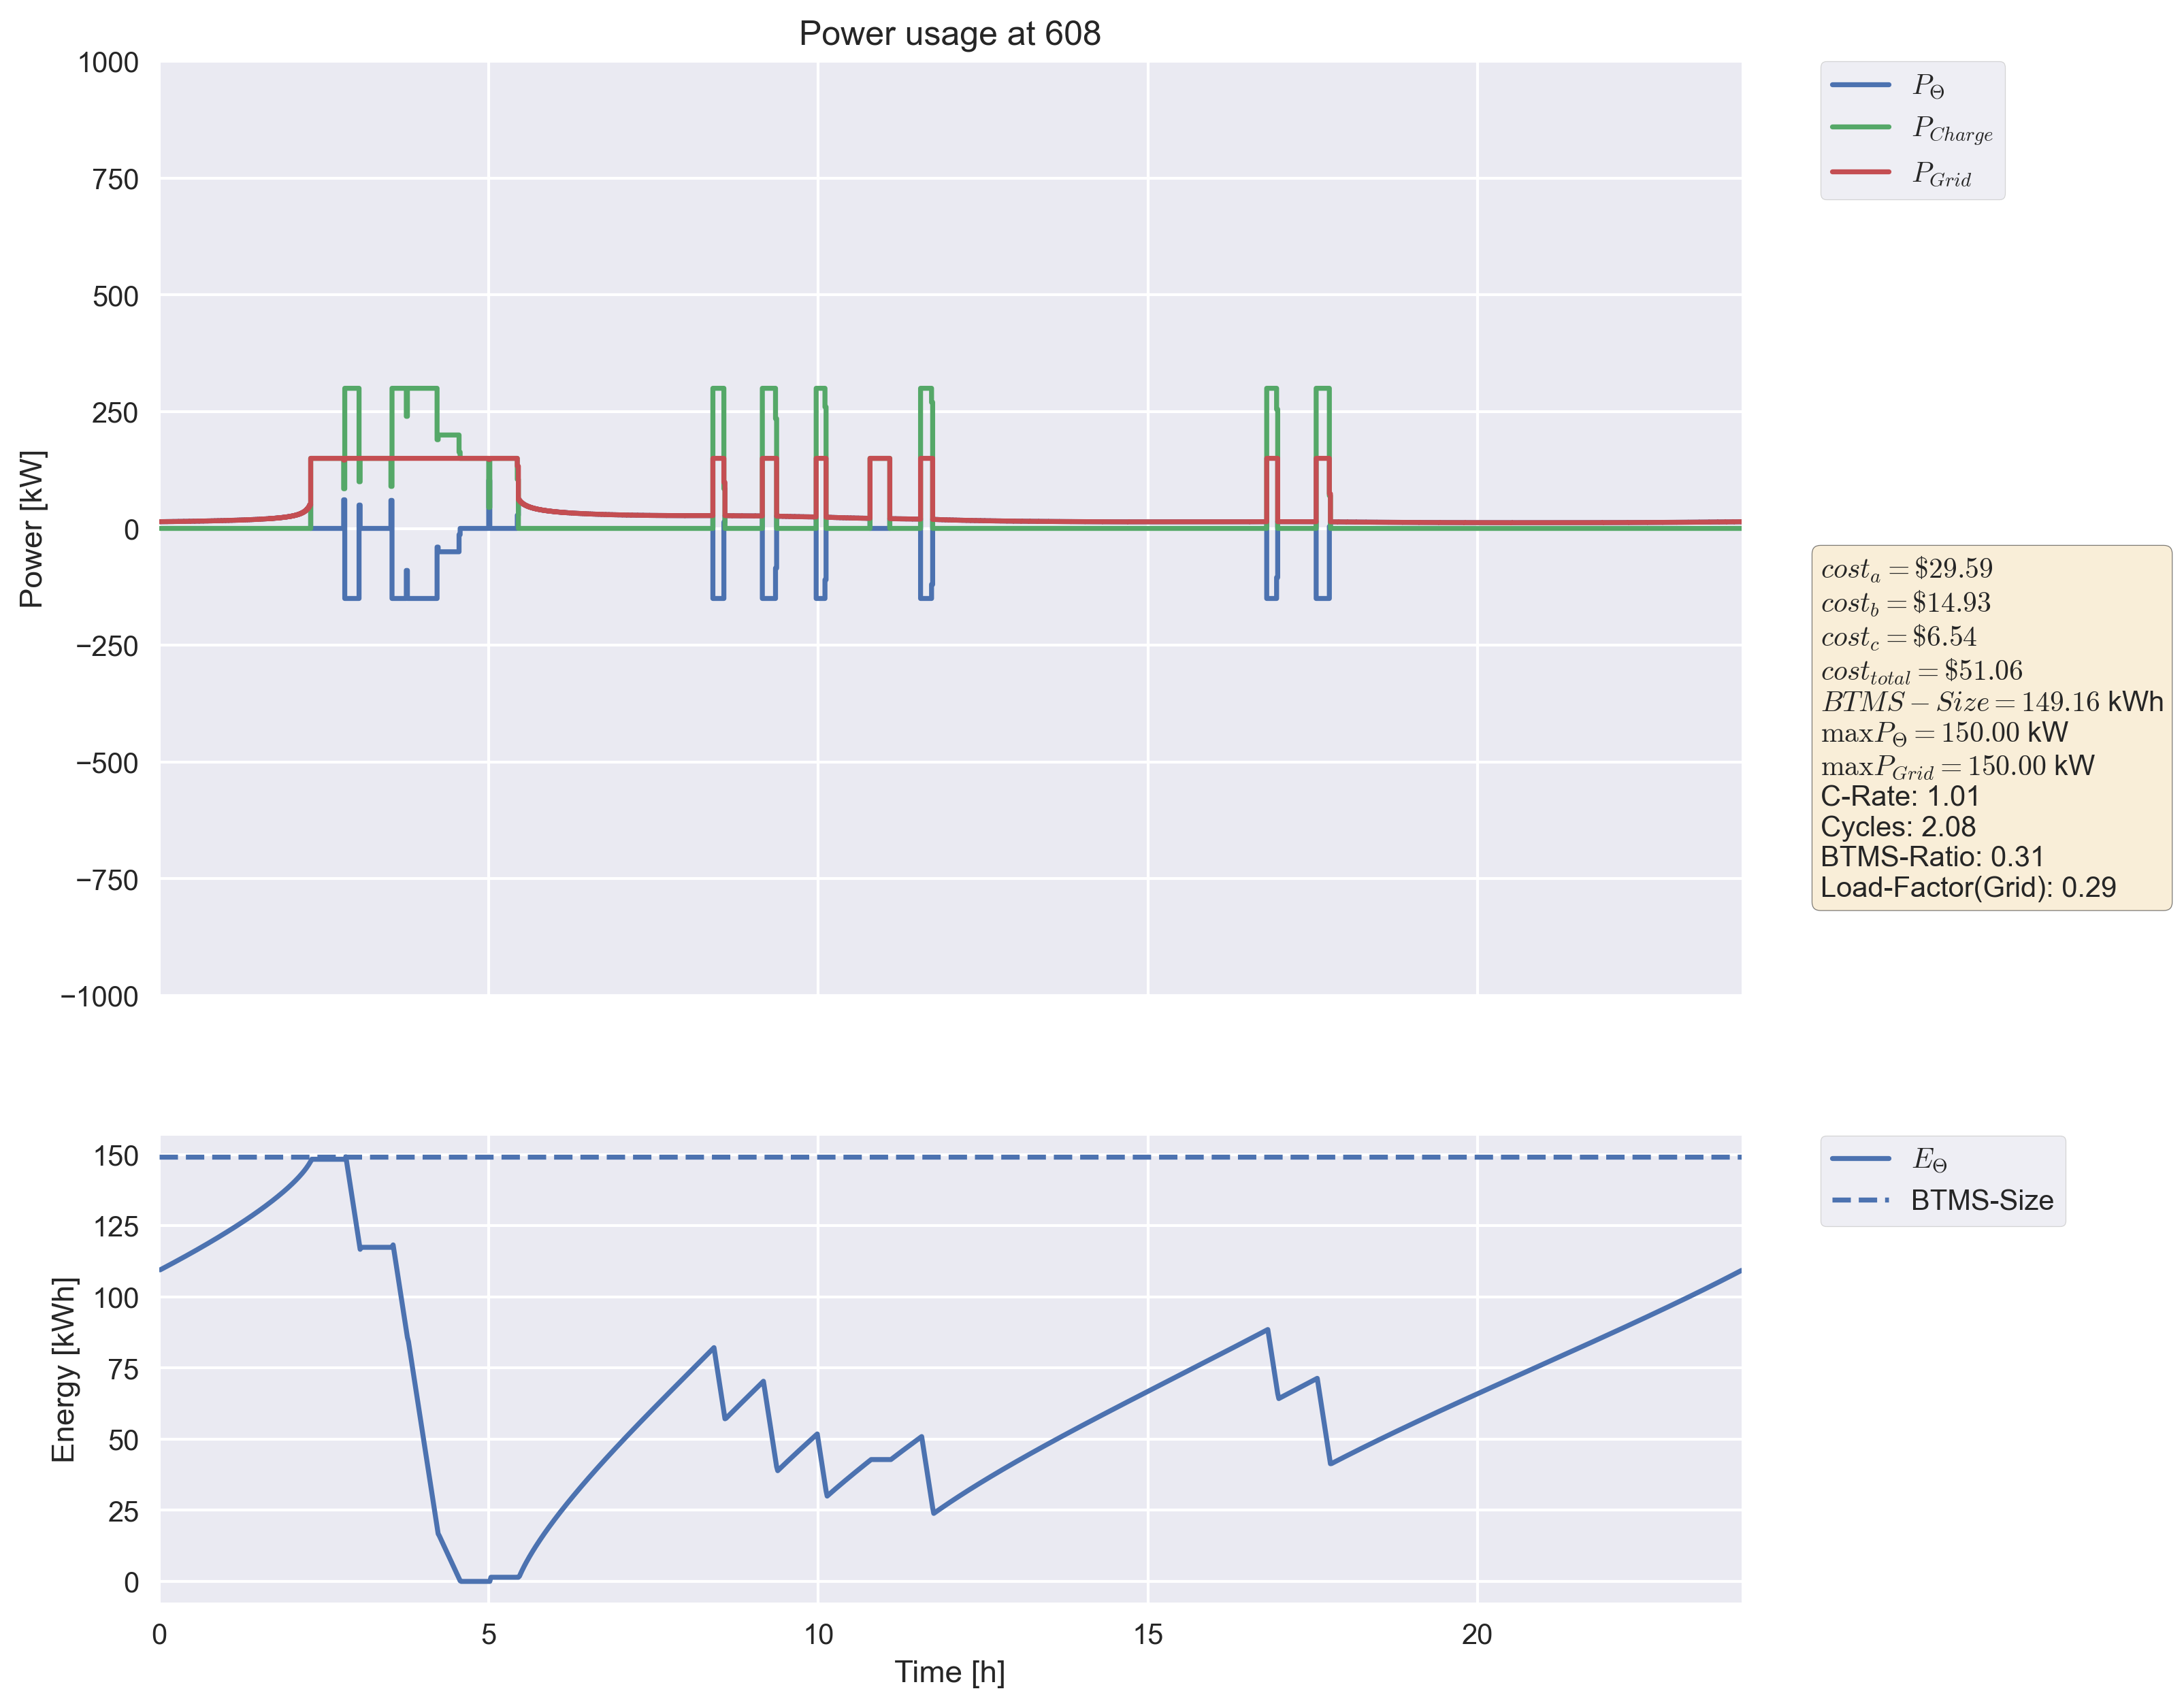 Power usage at 608
1000
750
500
250
0
−250
−500
−750
−1000
Power [kW]
P_Θ
P_Charge
P_Grid
cost_a = $29.59
cost_b = $14.93
cost_c = $6.54
cost_total = $51.06
BTMS − Size = 149.16 kWh
max P_Θ = 150.00 kW
max P_Grid = 150.00 kW
C-Rate: 1.01
Cycles: 2.08
BTMS-Ratio: 0.31
Load-Factor(Grid): 0.29
150
125
100
75
50
25
0
Energy [kWh]
E_Θ
BTMS-Size
0 5 10 15 20
Time [h]